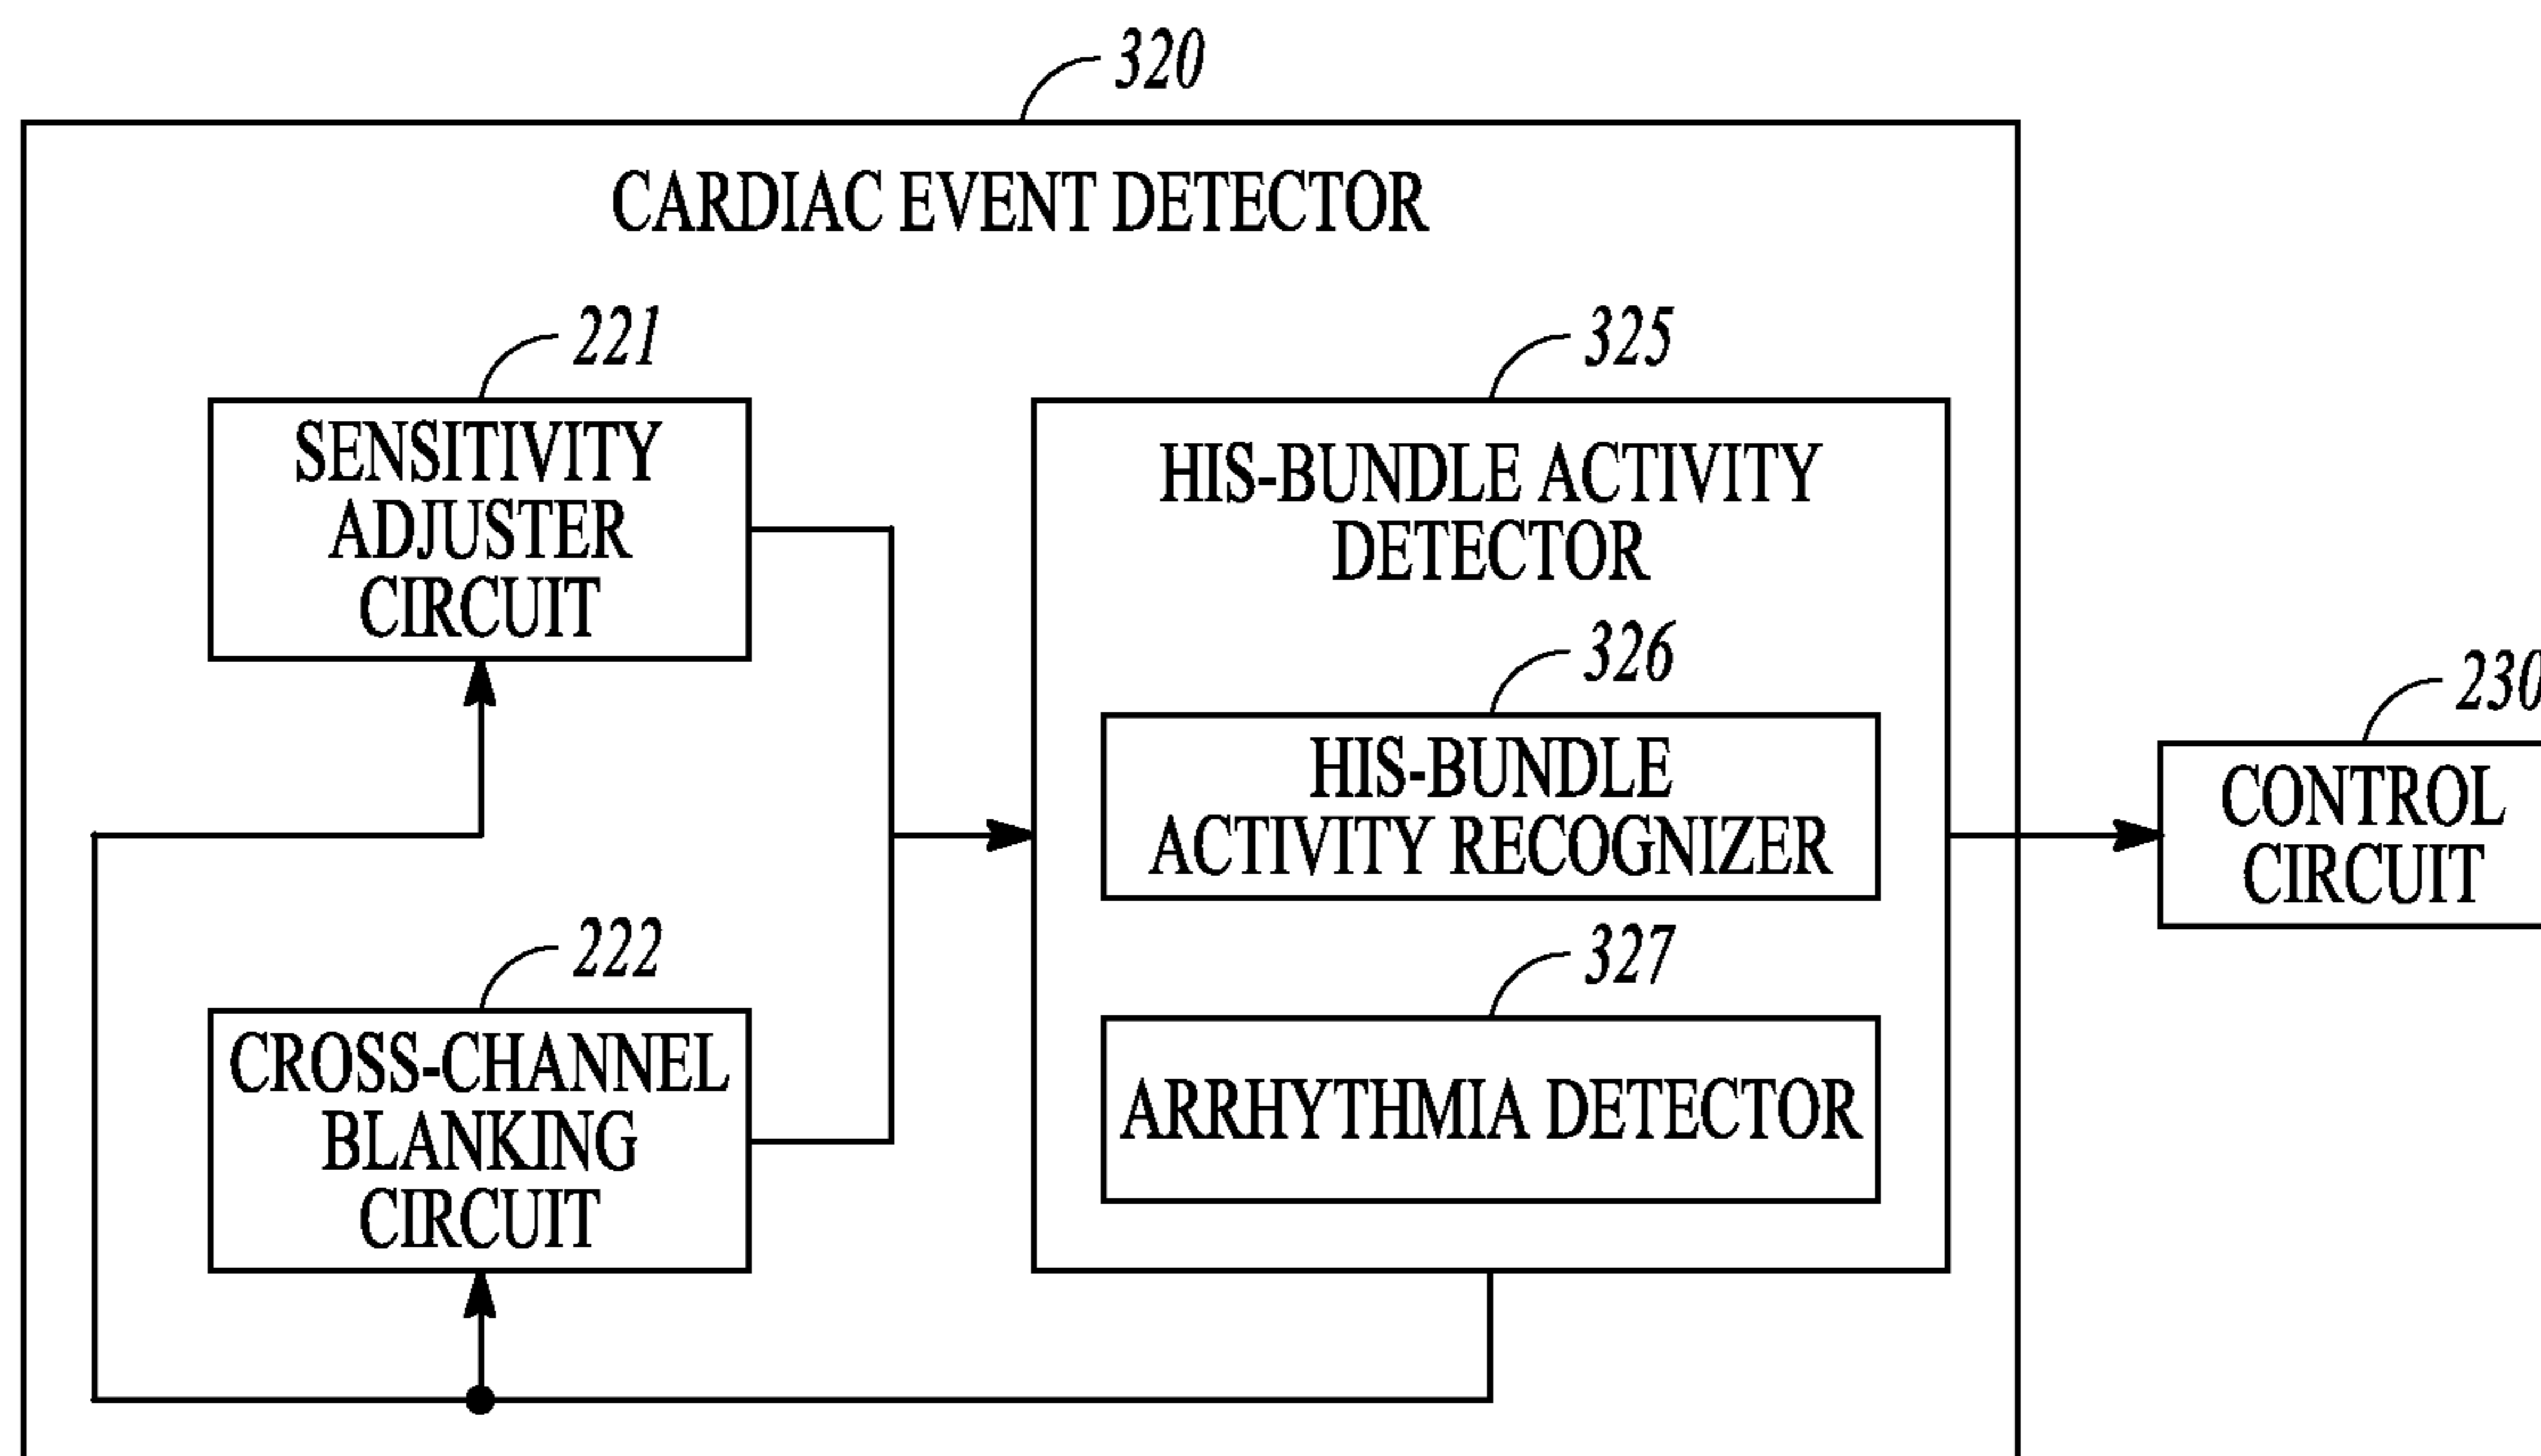 320
CARDIAC EVENT DETECTOR
221
SENSITIVITY
ADJUSTER
CIRCUIT
325
HIS-BUNDLE ACTIVITY
DETECTOR
326
HIS-BUNDLE
ACTIVITY RECOGNIZER
230
CONTROL
CIRCUIT
222
CROSS-CHANNEL
BLANKING
CIRCUIT
327
ARRHYTHMIA DETECTOR